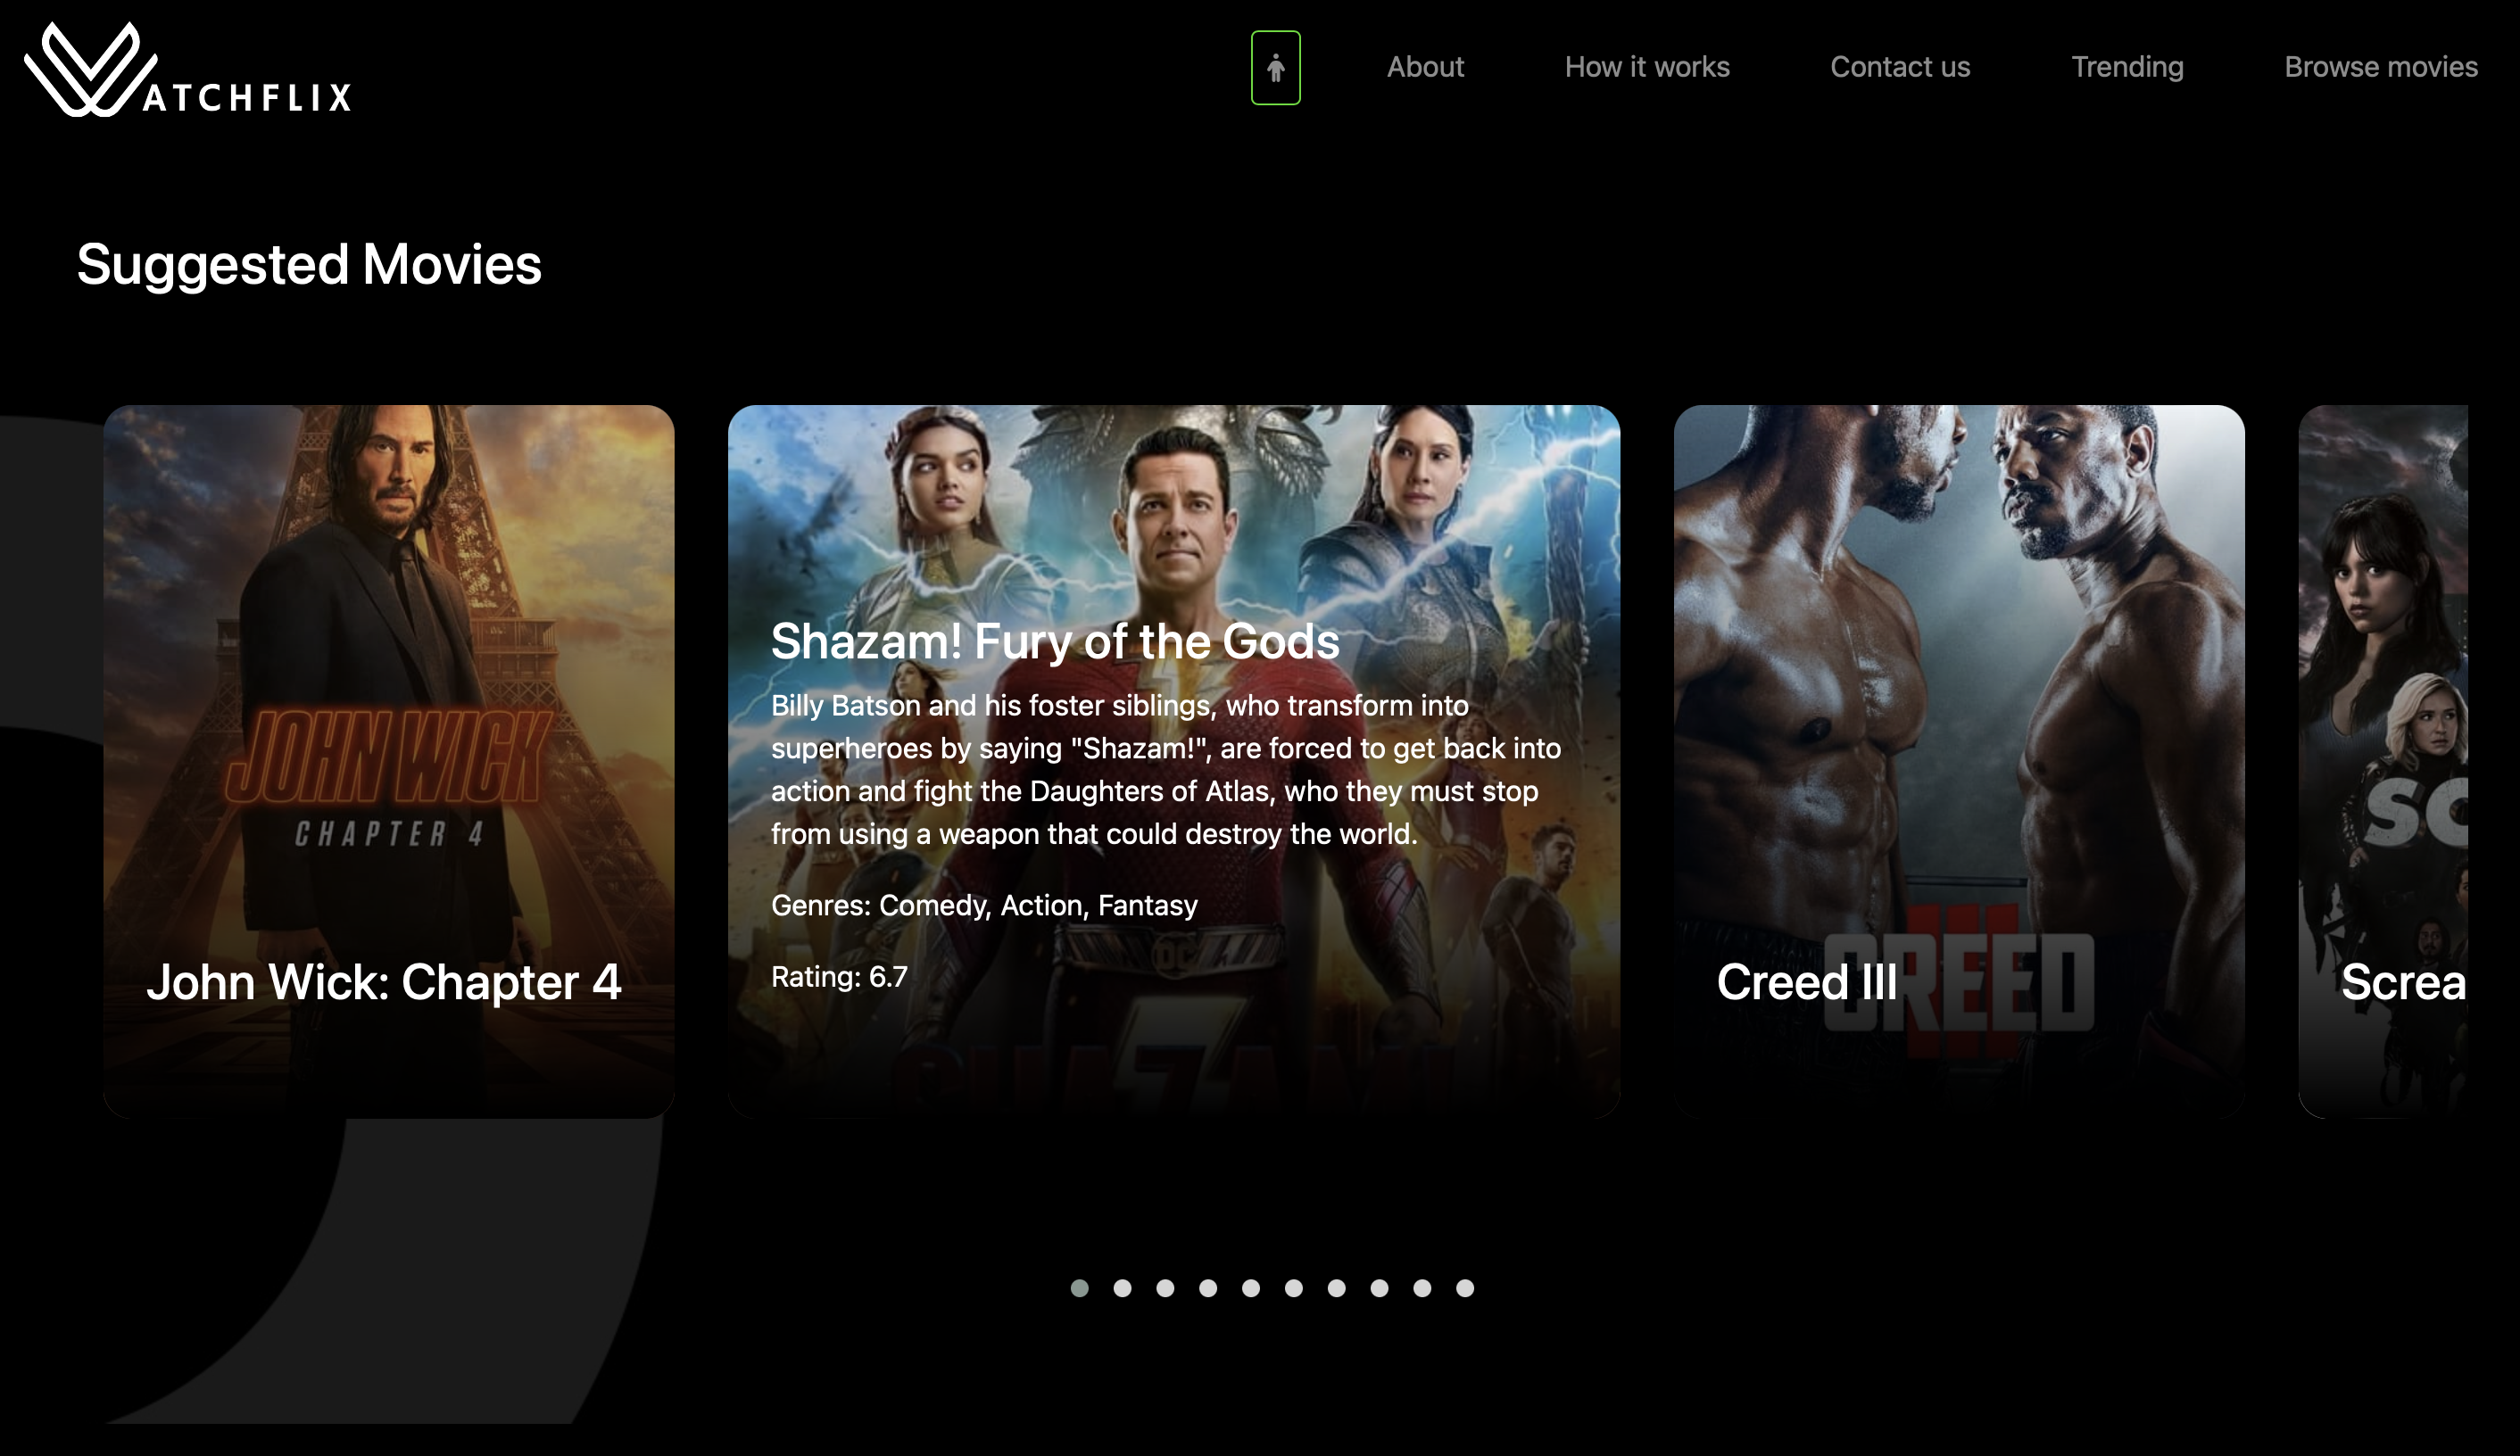 WATCHFLIX
About
How it works
Contact us
Trending
Browse movies
Suggested Movies
JOHN WICK
CHAPTER 4
John Wick: Chapter 4
Shazam! Fury of the Gods
Billy Batson and his foster siblings, who transform into
superheroes by saying "Shazam!", are forced to get back into
action and fight the Daughters of Atlas, who they must stop
from using a weapon that could destroy the world.
Genres: Comedy, Action, Fantasy
DC
Rating: 6.7
SHAZAM!
III
CREED
Creed III
SC
Screa